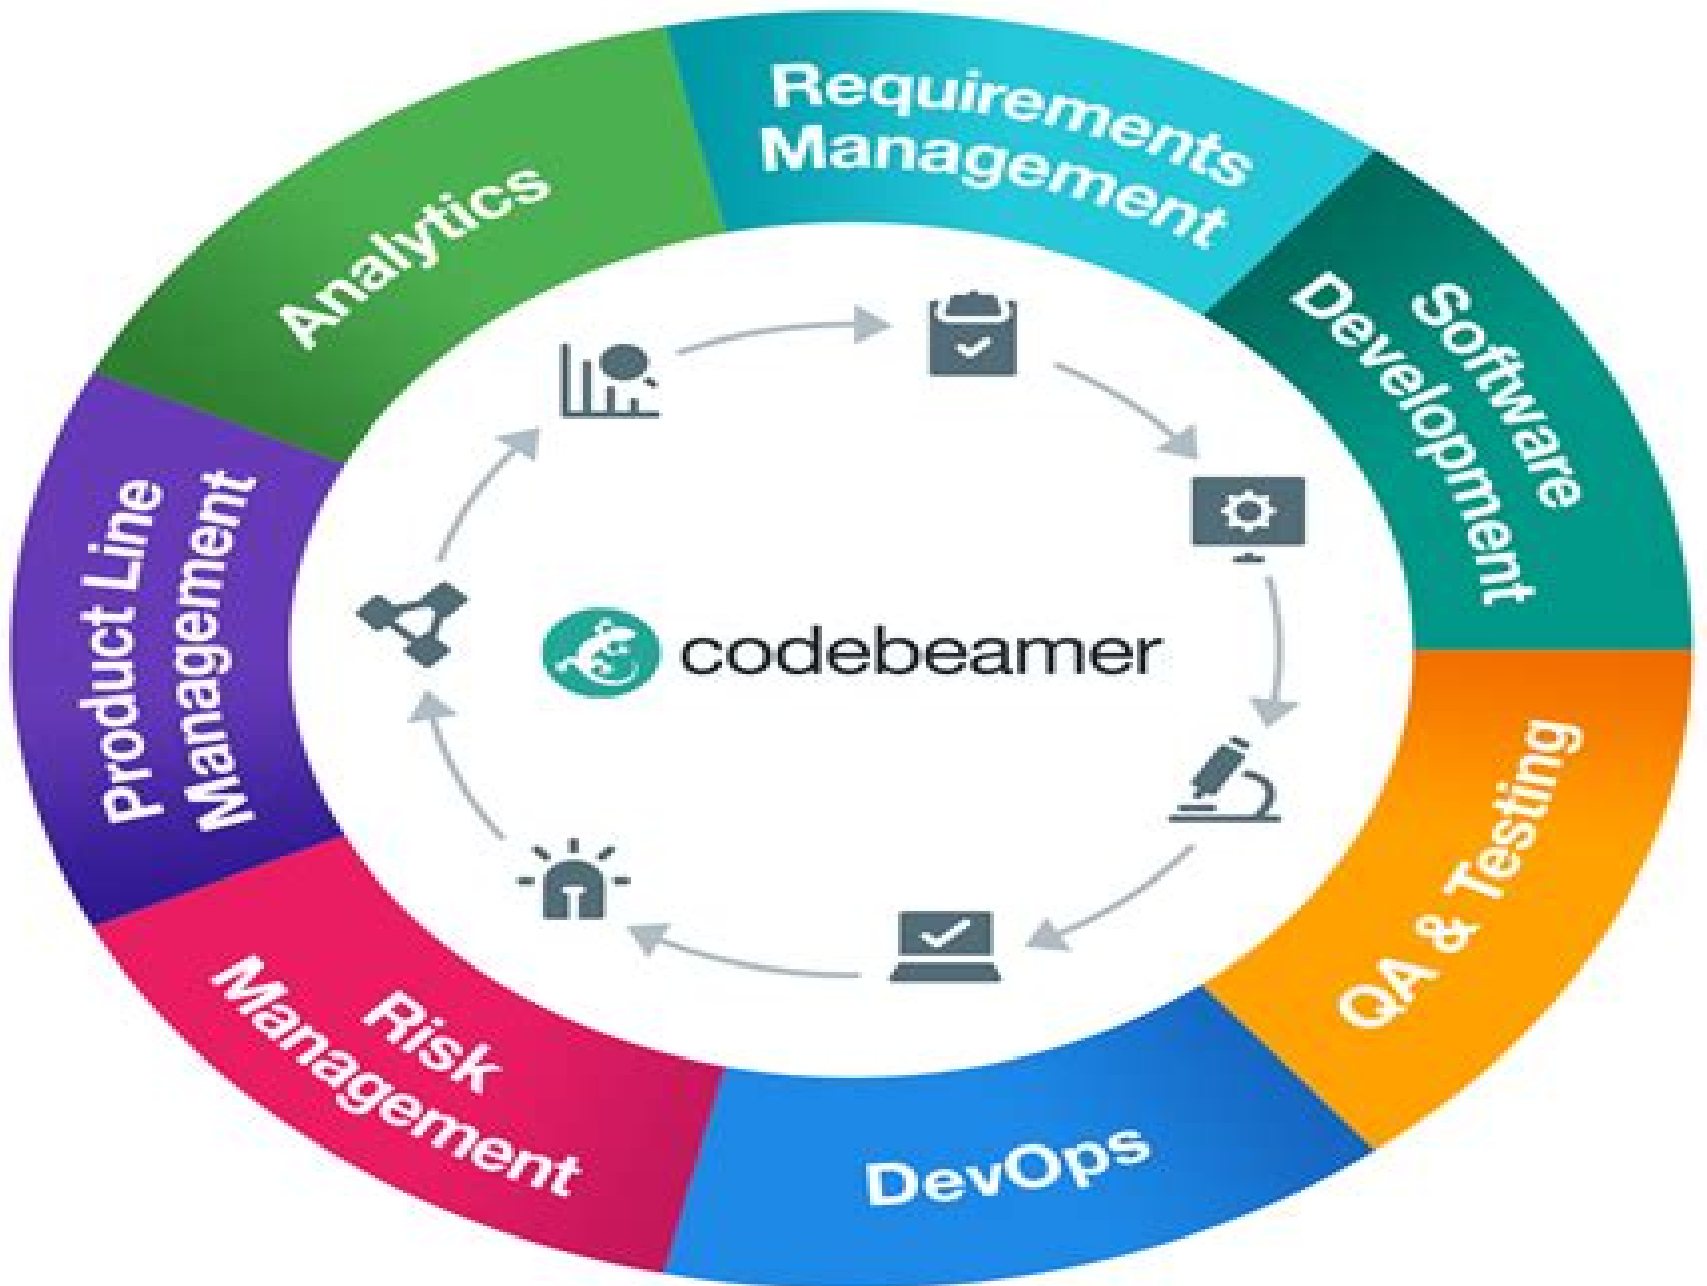 Requirements
Management
Software
Development
QA & Testing
DevOps
Risk
Management
Product Line
Management
Analytics
codebeamer